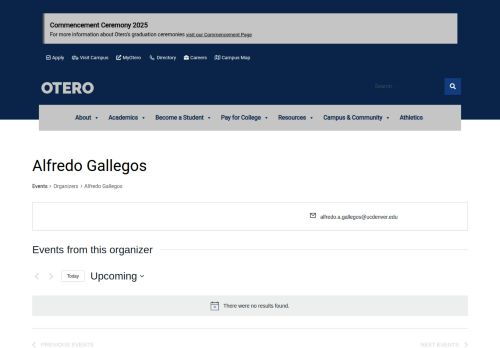 Commencement Ceremony 2025
For more information about Otero's graduation ceremonies visit our Commencement Page
Apply Visit Campus MyOtero Directory Careers Campus Map
OTERO
Search
About Academics Become a Student Pay for College Resources Campus & Community Athletics
Alfredo Gallegos
Events › Organizers › Alfredo Gallegos
alfredo.a.gallegos@ucdenver.edu
Events from this organizer
Today Upcoming
There were no results found.
PREVIOUS EVENTS NEXT EVENTS